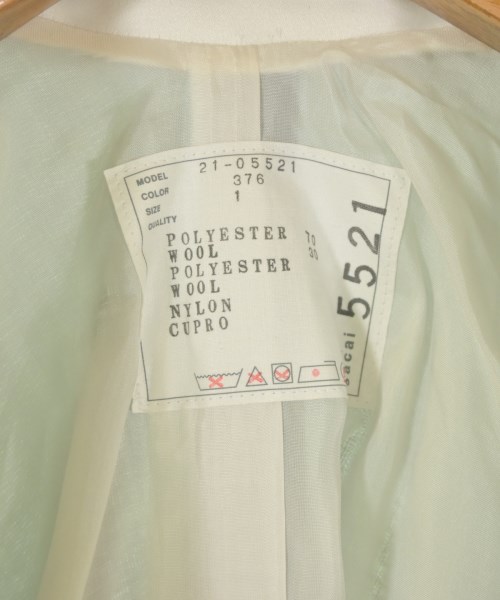 MODEL 21-05521
COLOR 376
SIZE 1
QUALITY
POLYESTER 70
WOOL 30
POLYESTER
WOOL
NYLON
CUPRO
sacai 5521